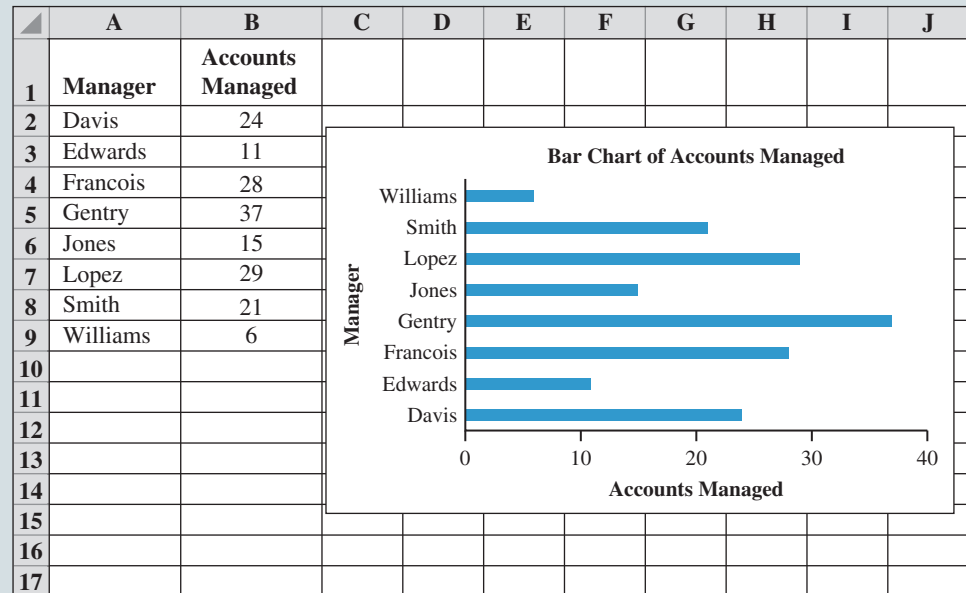 A B C D E F G H I J
1 Manager Accounts Managed
2 Davis 24
3 Edwards 11
4 Francois 28
5 Gentry 37
6 Jones 15
7 Lopez 29
8 Smith 21
9 Williams 6
10
11
12
13
14
15
16
17
Bar Chart of Accounts Managed
Manager
Williams
Smith
Lopez
Jones
Gentry
Francois
Edwards
Davis
0 10 20 30 40
Accounts Managed